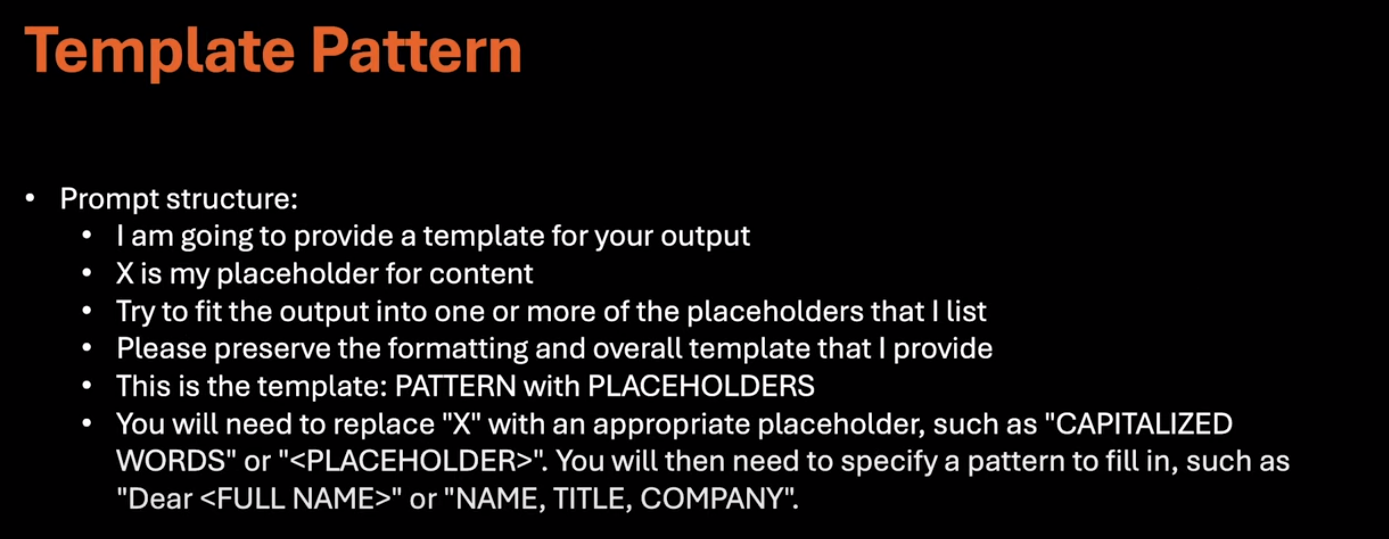 Template Pattern
• Prompt structure:
• I am going to provide a template for your output
• X is my placeholder for content
• Try to fit the output into one or more of the placeholders that I list
• Please preserve the formatting and overall template that I provide
• This is the template: PATTERN with PLACEHOLDERS
• You will need to replace "X" with an appropriate placeholder, such as "CAPITALIZED
WORDS" or "<PLACEHOLDER>". You will then need to specify a pattern to fill in, such as
"Dear <FULL NAME>" or "NAME, TITLE, COMPANY".